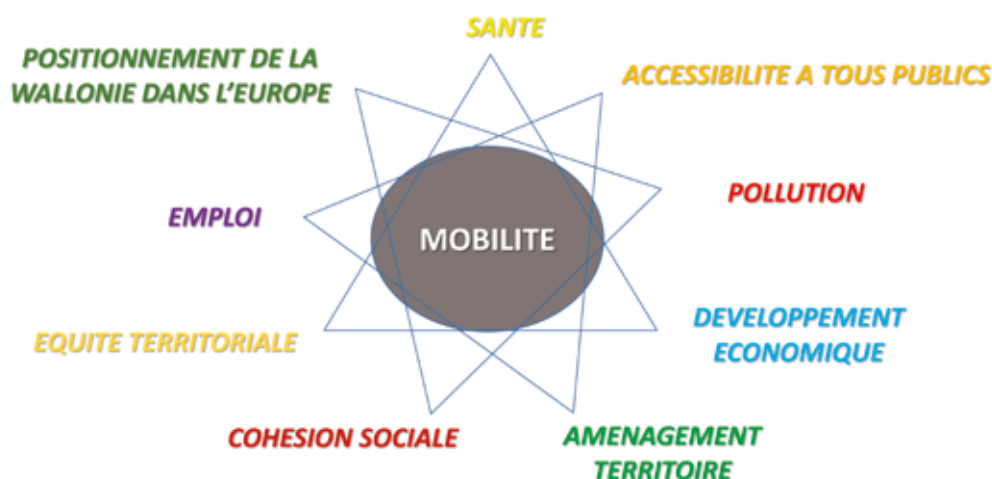 SANTE
POSITIONNEMENT DE LA
WALLONIE DANS L'EUROPE
ACCESSIBILITE A TOUS PUBLICS
EMPLOI
POLLUTION
MOBILITE
EQUITE TERRITORIALE
DEVELOPPEMENT
ECONOMIQUE
COHESION SOCIALE
AMENAGEMENT
TERRITOIRE